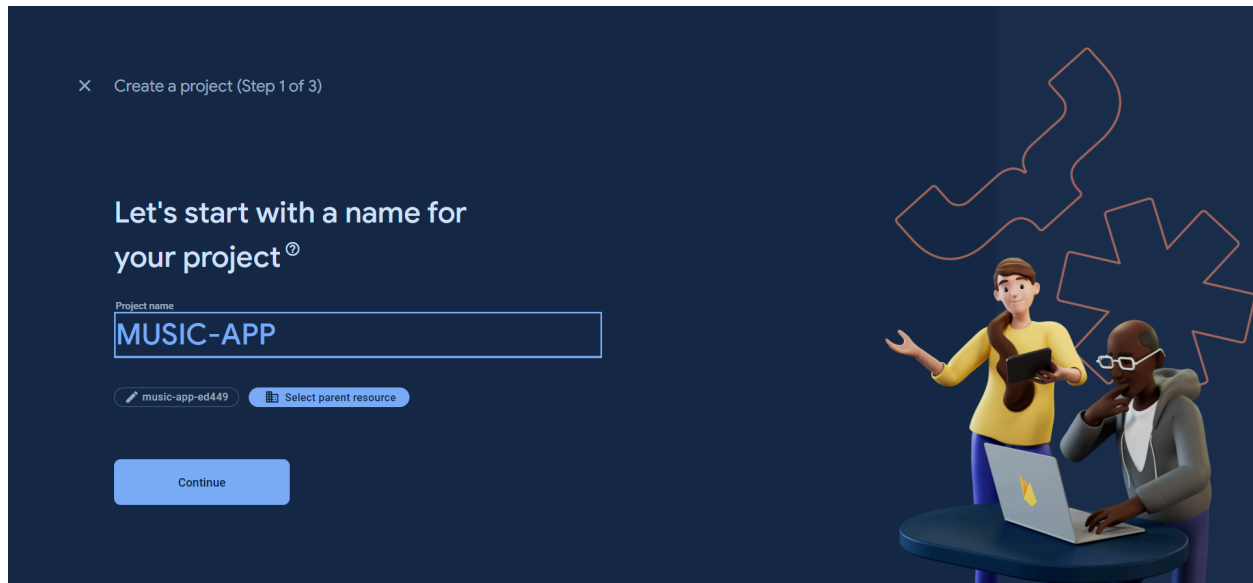 Create a project (Step 1 of 3)
Let's start with a name for
your project
Project name
MUSIC-APP
music-app-ed449
Select parent resource
Continue